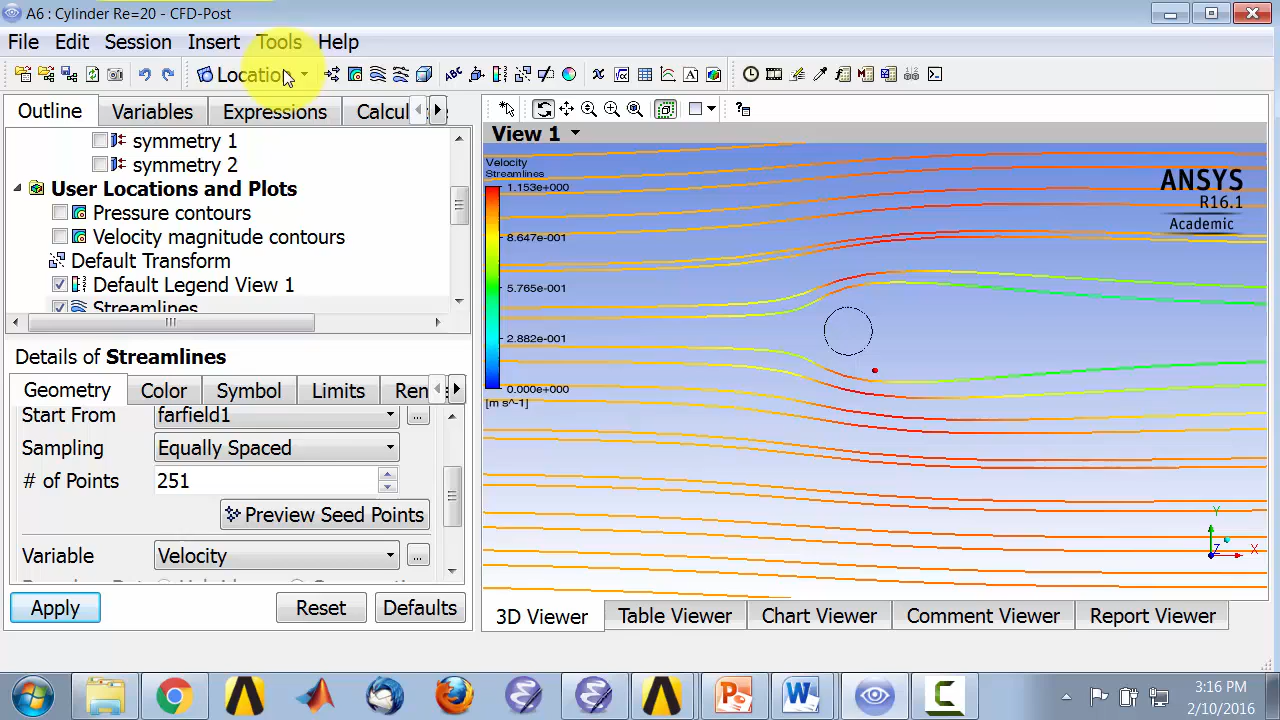 A6 : Cylinder Re=20 - CFD-Post
File Edit Session Insert Tools Help
Location
Outline Variables Expressions
View 1
symmetry 1
symmetry 2
User Locations and Plots
Pressure contours
Velocity magnitude contours
Default Transform
Default Legend View 1
Streamlines
Details of Streamlines
Geometry Color Symbol Limits
Start From farfield1
Sampling Equally Spaced
# of Points 251
Preview Seed Points
Variable Velocity
Apply Reset Defaults
Velocity
Streamlines
1.153e+000
8.647e-001
5.765e-001
2.882e-001
0.000e+000
[m s^-1]
ANSYS
R16.1
Academic
Y
X
Z
3D Viewer Table Viewer Chart Viewer Comment Viewer Report Viewer
3:16 PM
2/10/2016